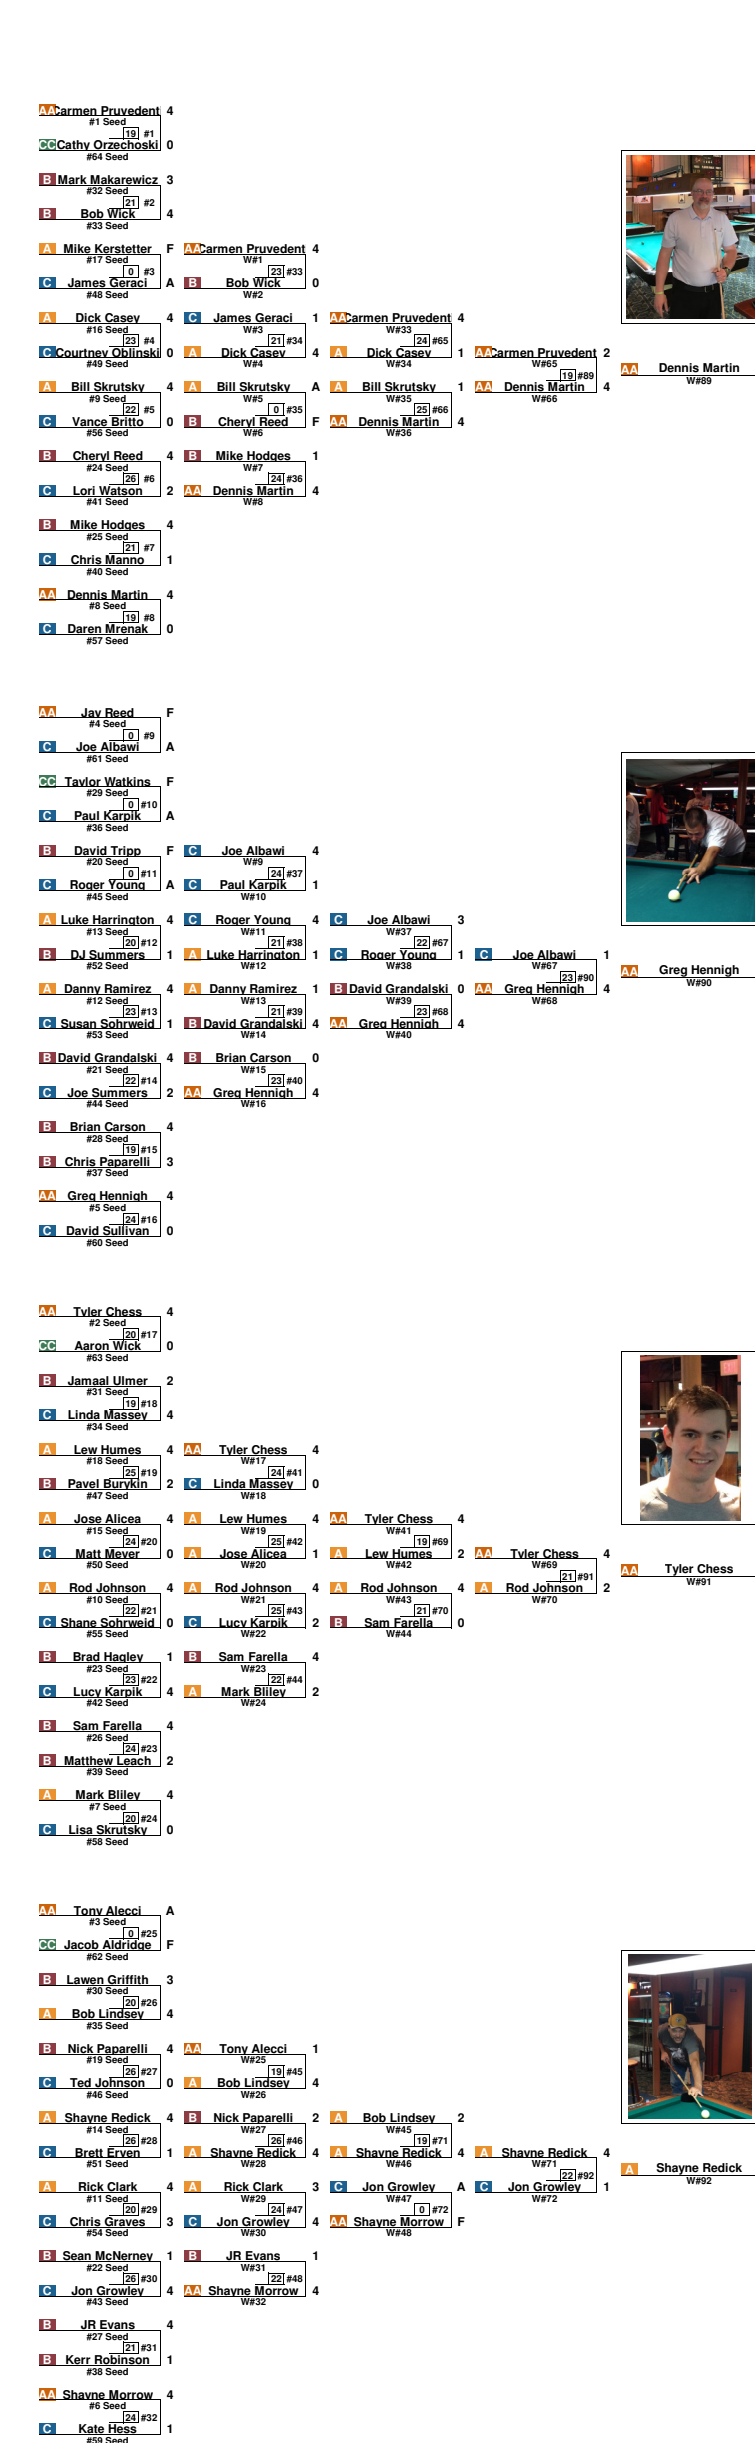 AA Carmen Pruvedent 4
#1 Seed
19 #1
CC Cathy Orzechoski 0
#64 Seed
B Mark Makarewicz 3
#32 Seed
21 #2
B Bob Wick 4
#33 Seed
A Mike Kerstetter F
#17 Seed
0 #3
C James Geraci A
#48 Seed
A Dick Casey 4
#16 Seed
23 #4
C Courtney Oblinski 0
#49 Seed
A Bill Skrutsky 4
#9 Seed
22 #5
C Vance Britto 0
#56 Seed
B Cheryl Reed 4
#24 Seed
26 #6
C Lori Watson 2
#41 Seed
B Mike Hodges 4
#25 Seed
21 #7
C Chris Manno 1
#40 Seed
AA Dennis Martin 4
#8 Seed
19 #8
C Daren Mrenak 0
#57 Seed
AA Carmen Pruvedent 4
W#1
23 #33
B Bob Wick 0
W#2
C James Geraci 1
W#3
21 #34
A Dick Casey 4
W#4
A Bill Skrutsky A
W#5
0 #35
B Cheryl Reed F
W#6
B Mike Hodges 1
W#7
24 #36
AA Dennis Martin 4
W#8
AA Carmen Pruvedent 4
W#33
24 #65
A Dick Casey 1
W#34
A Bill Skrutsky 1
W#35
25 #66
AA Dennis Martin 4
W#36
AA Carmen Pruvedent 2
W#65
19 #89
AA Dennis Martin 4
W#66
AA Dennis Martin
W#89
AA Jay Reed F
#4 Seed
0 #9
C Joe Albawi A
#61 Seed
CC Taylor Watkins F
#29 Seed
0 #10
C Paul Karpik A
#36 Seed
B David Tripp F
#20 Seed
0 #11
C Roger Young A
#45 Seed
A Luke Harrington 4
#13 Seed
20 #12
B DJ Summers 1
#52 Seed
A Danny Ramirez 4
#12 Seed
23 #13
C Susan Sohrweid 1
#53 Seed
B David Grandalski 4
#21 Seed
22 #14
C Joe Summers 2
#44 Seed
B Brian Carson 4
#28 Seed
19 #15
B Chris Paparelli 3
#37 Seed
AA Greg Hennigh 4
#5 Seed
24 #16
C David Sullivan 0
#60 Seed
C Joe Albawi 4
W#9
24 #37
C Paul Karpik 1
W#10
C Roger Young 4
W#11
21 #38
A Luke Harrington 1
W#12
A Danny Ramirez 1
W#13
21 #39
B David Grandalski 4
W#14
B Brian Carson 0
W#15
23 #40
AA Greg Hennigh 4
W#16
C Joe Albawi 3
W#37
22 #67
C Roger Young 1
W#38
B David Grandalski 0
W#39
23 #68
AA Greg Hennigh 4
W#40
C Joe Albawi 1
W#67
23 #90
AA Greg Hennigh 4
W#68
AA Greg Hennigh
W#90
AA Tyler Chess 4
#2 Seed
20 #17
CC Aaron Wick 0
#63 Seed
B Jamaal Ulmer 2
#31 Seed
19 #18
C Linda Massey 4
#34 Seed
A Lew Humes 4
#18 Seed
25 #19
B Pavel Burykin 2
#47 Seed
A Jose Alicea 4
#15 Seed
24 #20
C Matt Meyer 0
#50 Seed
A Rod Johnson 4
#10 Seed
22 #21
C Shane Sohrweid 0
#55 Seed
B Brad Hagley 1
#23 Seed
23 #22
C Lucy Karpik 4
#42 Seed
B Sam Farella 4
#26 Seed
24 #23
B Matthew Leach 2
#39 Seed
A Mark Bliley 4
#7 Seed
20 #24
C Lisa Skrutsky 0
#58 Seed
AA Tyler Chess 4
W#17
24 #41
C Linda Massey 0
W#18
A Lew Humes 4
W#19
25 #42
A Jose Alicea 1
W#20
A Rod Johnson 4
W#21
25 #43
C Lucy Karpik 2
W#22
B Sam Farella 4
W#23
22 #44
A Mark Bliley 2
W#24
AA Tyler Chess 4
W#41
19 #69
A Lew Humes 2
W#42
A Rod Johnson 4
W#43
21 #70
B Sam Farella 0
W#44
AA Tyler Chess 4
W#69
21 #91
A Rod Johnson 2
W#70
AA Tyler Chess
W#91
AA Tony Alecci A
#3 Seed
0 #25
CC Jacob Aldridge F
#62 Seed
B Lawen Griffith 3
#30 Seed
20 #26
A Bob Lindsey 4
#35 Seed
B Nick Paparelli 4
#19 Seed
26 #27
C Ted Johnson 0
#46 Seed
A Shayne Redick 4
#14 Seed
26 #28
C Brett Erven 1
#51 Seed
A Rick Clark 4
#11 Seed
20 #29
C Chris Graves 3
#54 Seed
B Sean McNerney 1
#22 Seed
26 #30
C Jon Growley 4
#43 Seed
B JR Evans 4
#27 Seed
21 #31
B Kerr Robinson 1
#38 Seed
AA Shayne Morrow 4
#6 Seed
24 #32
C Kate Hess 1
#59 Seed
AA Tony Alecci 1
W#25
19 #45
A Bob Lindsey 4
W#26
B Nick Paparelli 2
W#27
26 #46
A Shayne Redick 4
W#28
A Rick Clark 3
W#29
24 #47
C Jon Growley 4
W#30
B JR Evans 1
W#31
22 #48
AA Shayne Morrow 4
W#32
A Bob Lindsey 2
W#45
19 #71
A Shayne Redick 4
W#46
C Jon Growley A
W#47
0 #72
AA Shayne Morrow F
W#48
A Shayne Redick 4
W#71
22 #92
C Jon Growley 1
W#72
A Shayne Redick
W#92